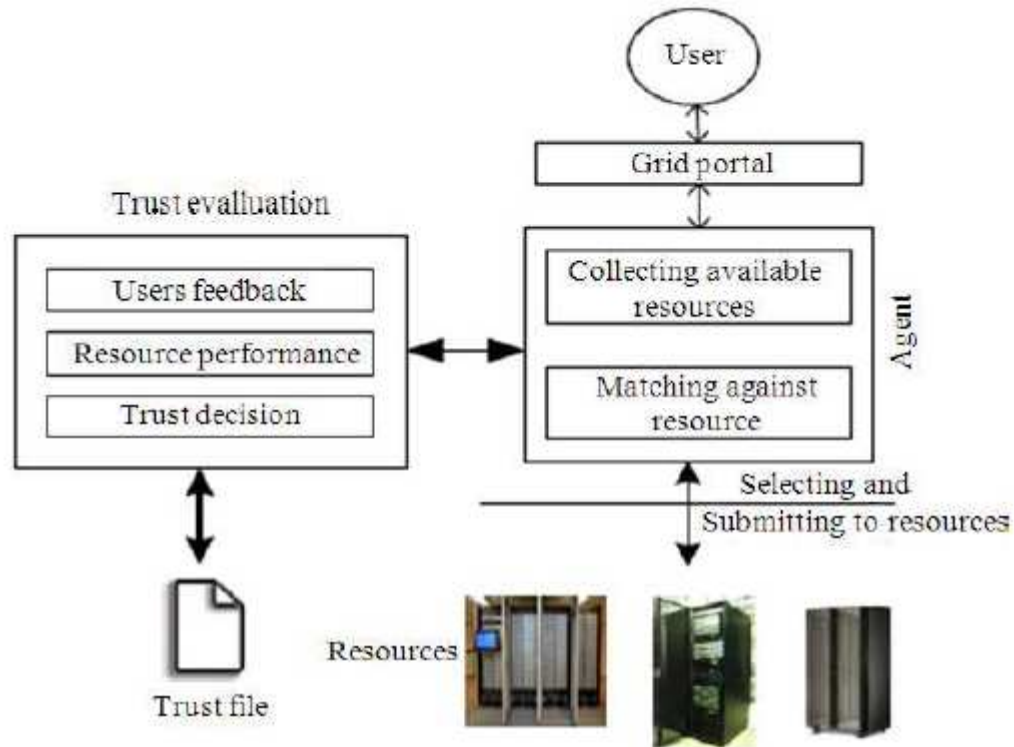 User
Grid portal
Trust evalluation
Users feedback
Resource performance
Trust decision
Collecting available
resources
Matching against
resource
Agent
Selecting and
Submitting to resources
Resources
Trust file